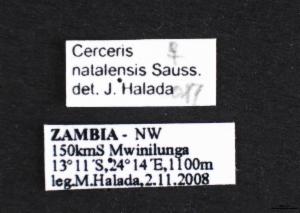 Cerceris ♀
natalensis Sauss.
det. J. Halada
ZAMBIA - NW
150kmS Mwinilunga
13°11´S,24°14´E,1100m
leg.M.Halada,2.11.2008